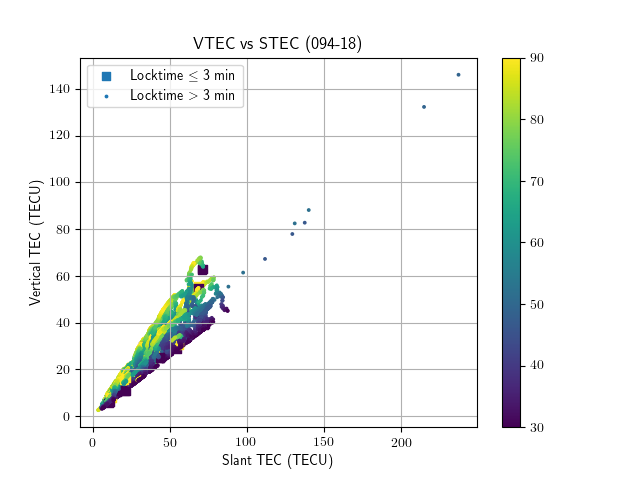 VTEC vs STEC (094-18)
Locktime ≤ 3 min
Locktime > 3 min
Vertical TEC (TECU)
140
120
100
80
60
40
20
0
0 50 100 150 200
Slant TEC (TECU)
90
80
70
60
50
40
30